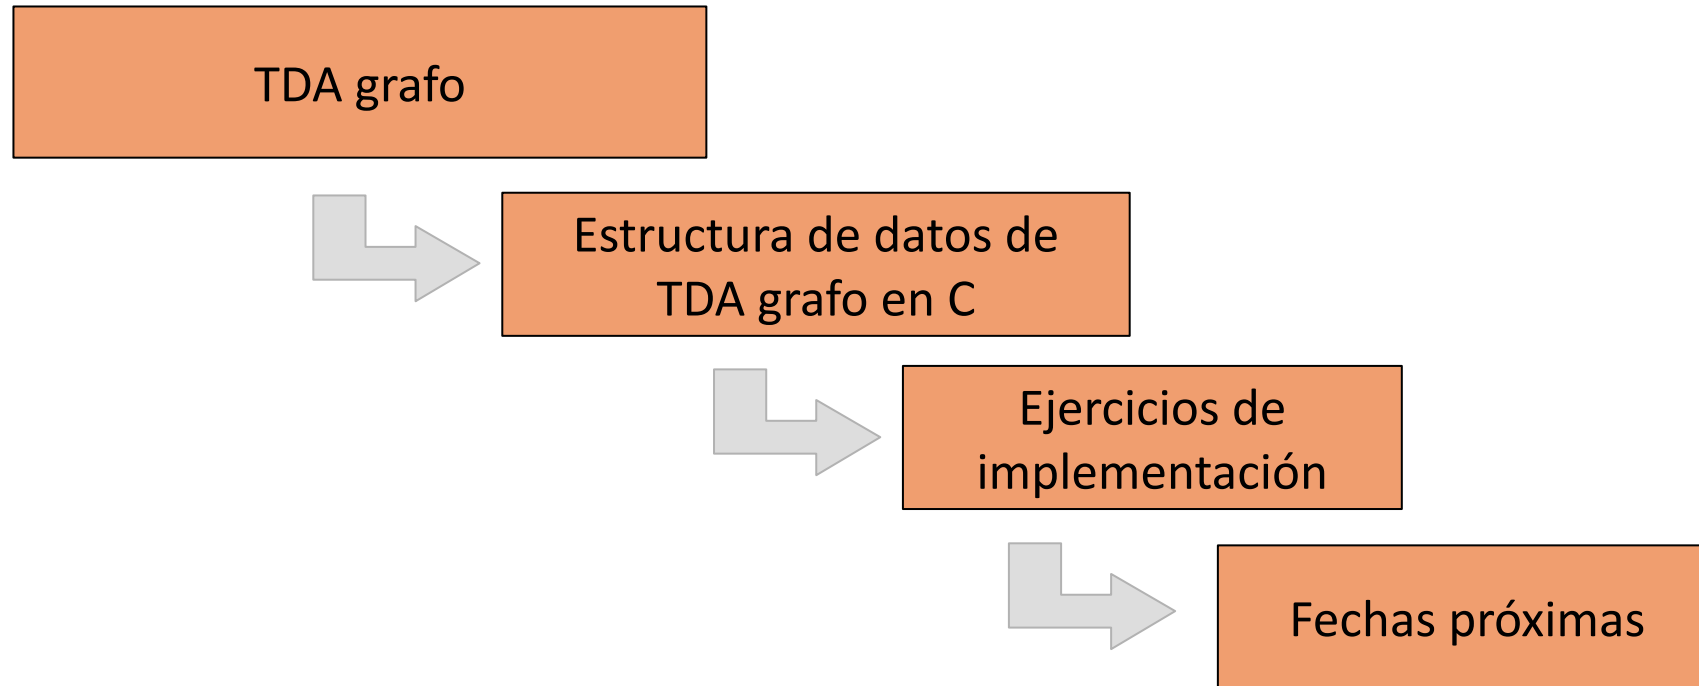 TDA grafo
Estructura de datos de
TDA grafo en C
Ejercicios de
implementación
Fechas próximas